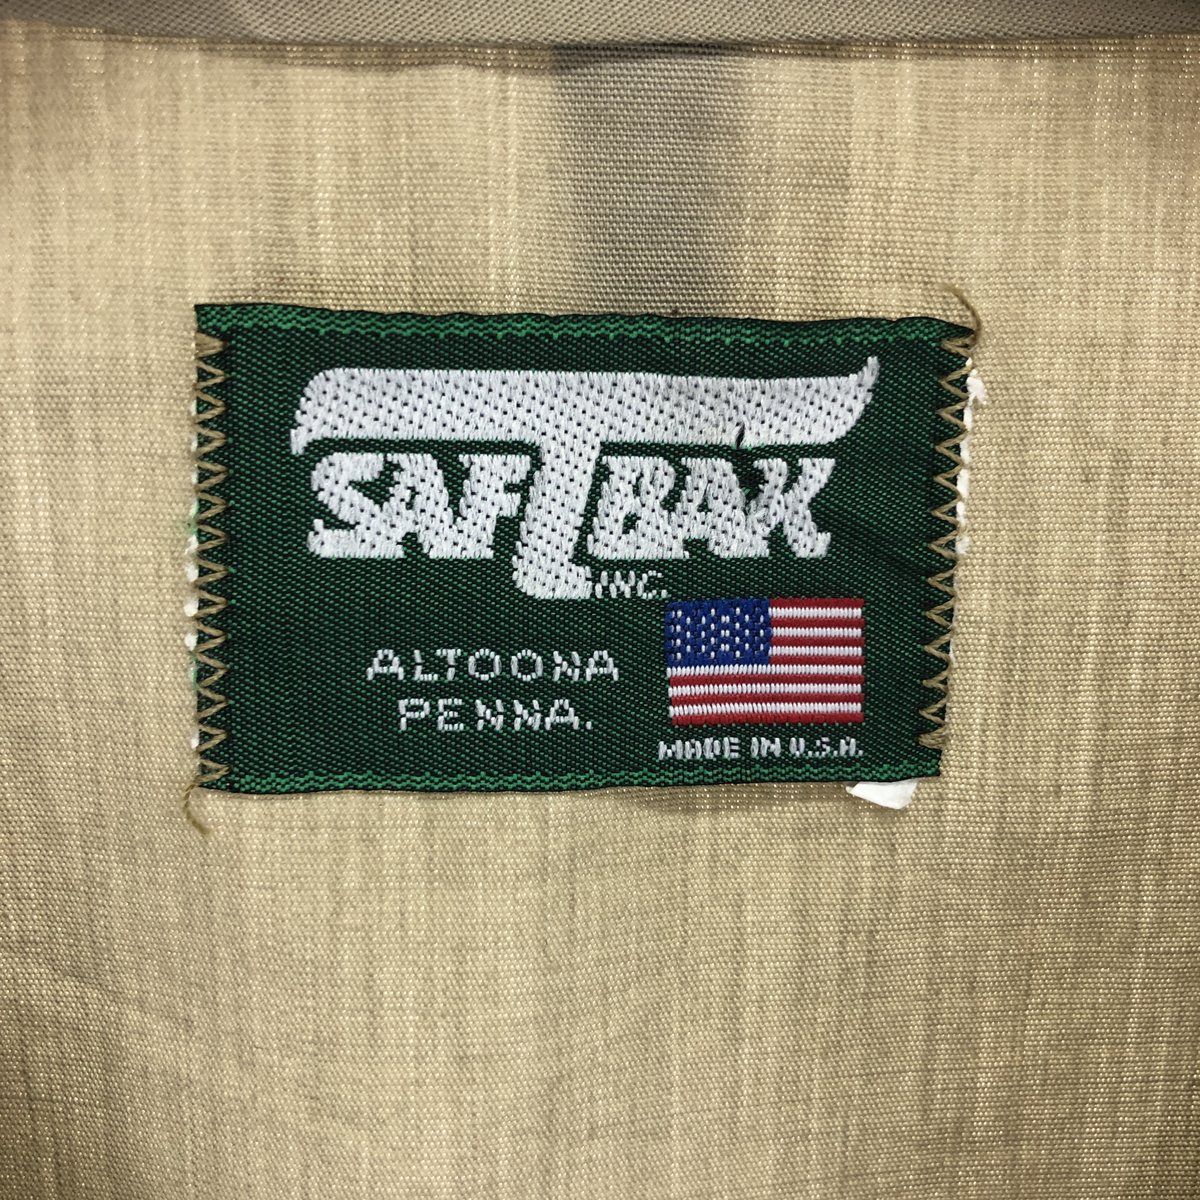 SAFTBAK
INC.
ALTOONA
PENNA.
MADE IN U.S.A.